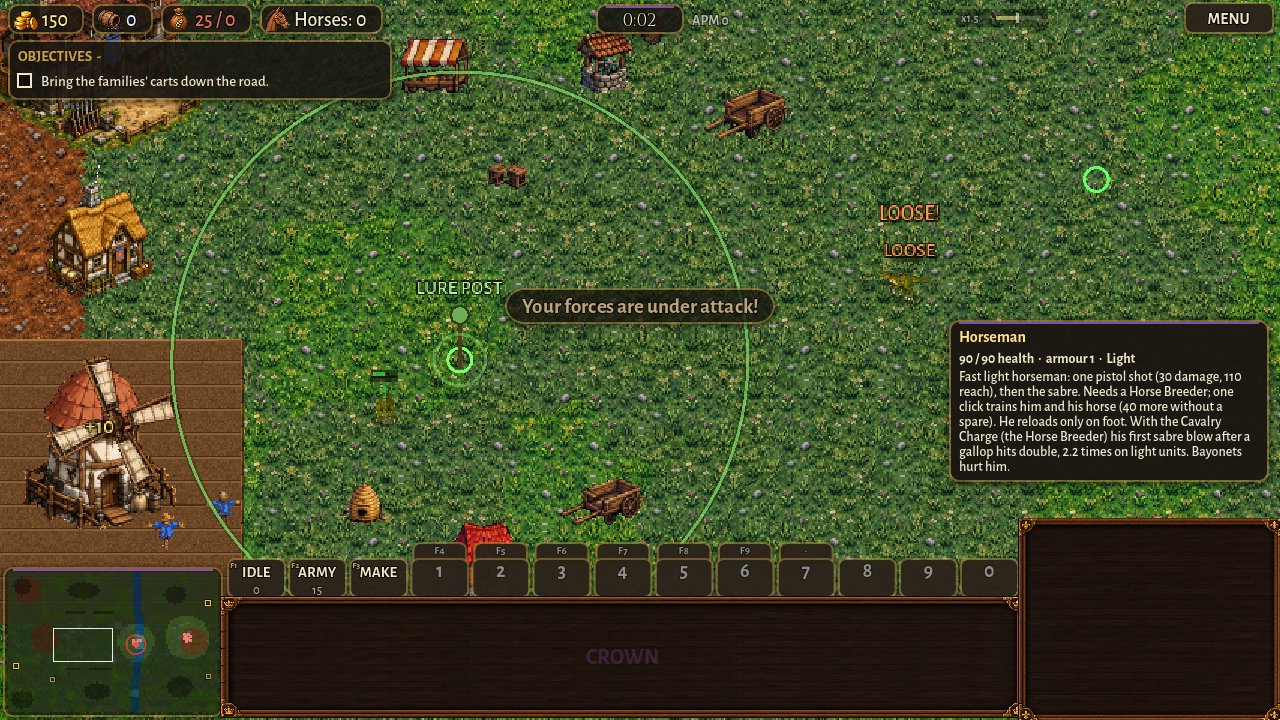 150
0
25 / 0
Horses: 0
0:02
APM 0
x1.5
MENU
OBJECTIVES -
Bring the families' carts down the road.
LOOSE!
LOOSE
LURE POST
Your forces are under attack!
Horseman
90 / 90 health · armour 1 · Light
Fast light horseman: one pistol shot (30 damage, 110
reach), then the sabre. Needs a Horse Breeder; one
click trains him and his horse (40 more without a
spare). He reloads only on foot. With the Cavalry
Charge (the Horse Breeder) his first sabre blow after a
gallop hits double, 2.2 times on light units. Bayonets
hurt him.
+10
F4 F5 F6 F7 F8 F9
F1 IDLE F2 ARMY F3 MAKE 1 2 3 4 5 6 7 8 9 0
0 15
CROWN